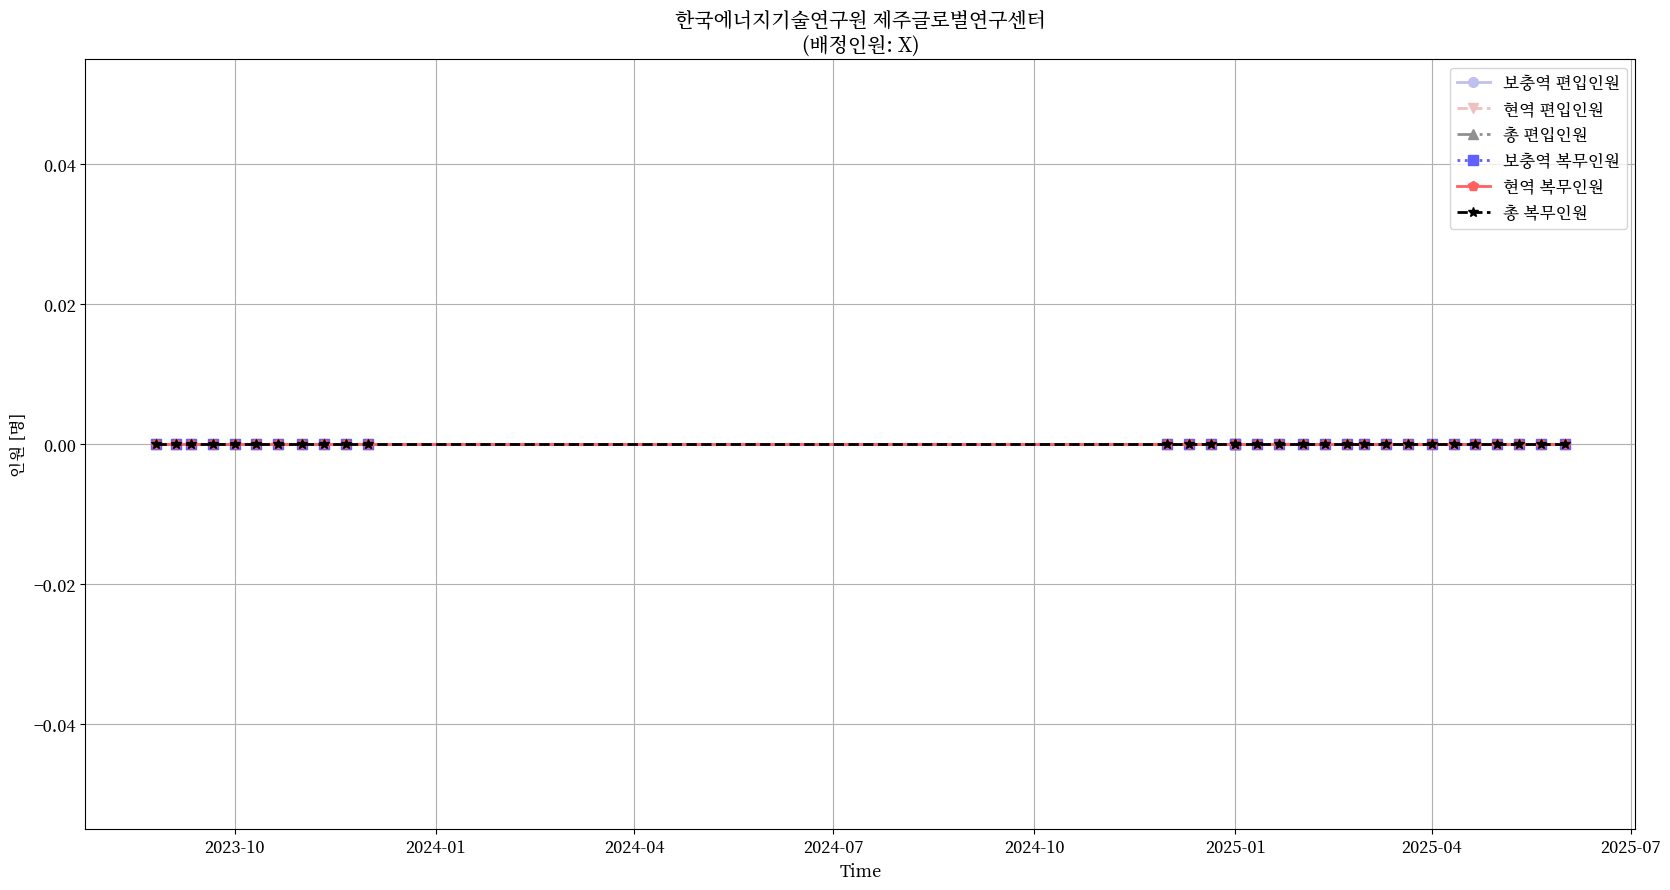 한국에너지기술연구원 제주글로벌연구센터
(배정인원: X)
보충역 편입인원
현역 편입인원
총 편입인원
보충역 복무인원
현역 복무인원
총 복무인원
인원 [명]
0.04
0.02
0.00
−0.02
−0.04
2023-10
2024-01
2024-04
2024-07
2024-10
2025-01
2025-04
2025-07
Time